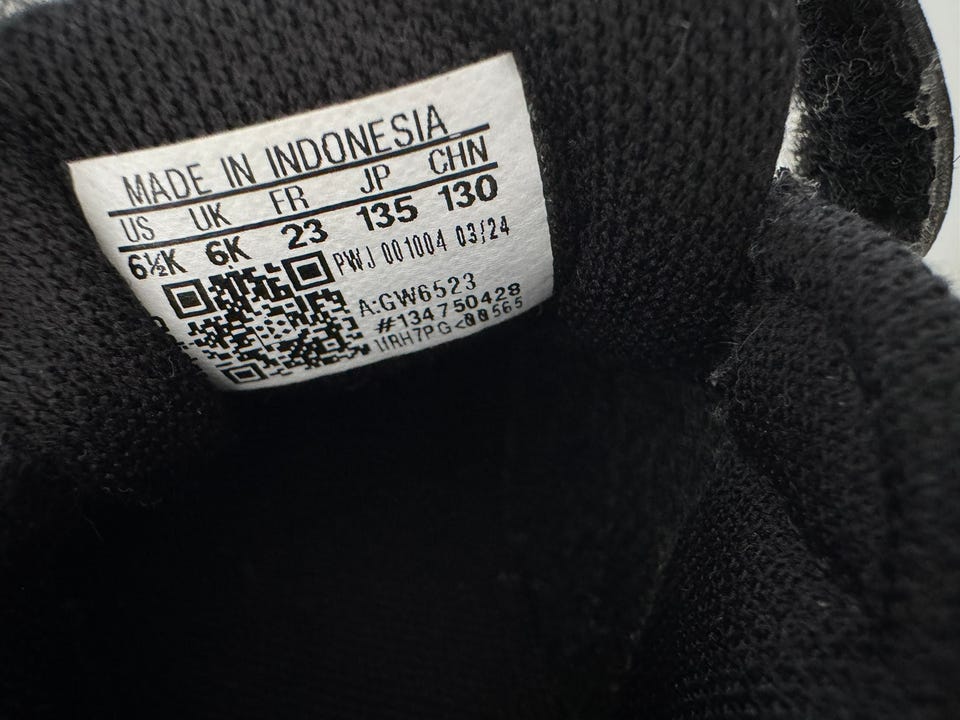 MADE IN INDONESIA
US UK FR JP CHN
6½K 6K 23 135 130
PWJ 001004 03/24
A:GW6523
#134750428